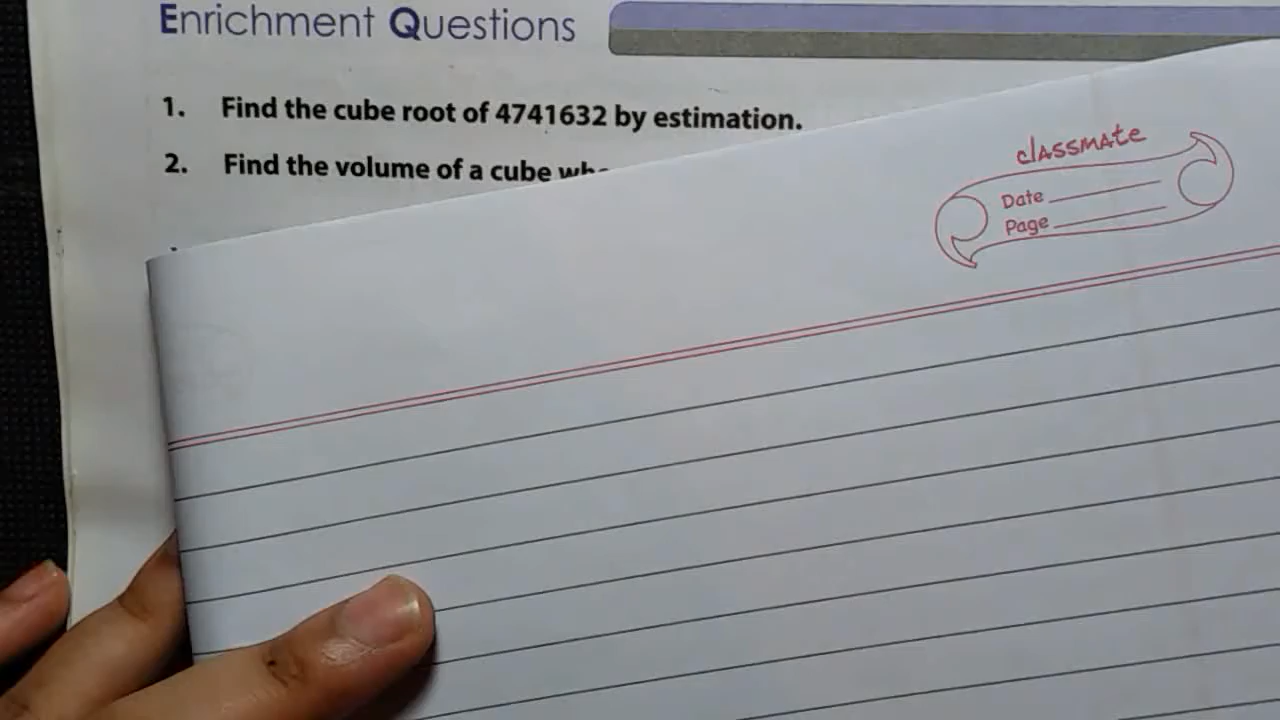 Enrichment Questions
1. Find the cube root of 4741632 by estimation.
2. Find the volume of a cube
classmate
Date
Page